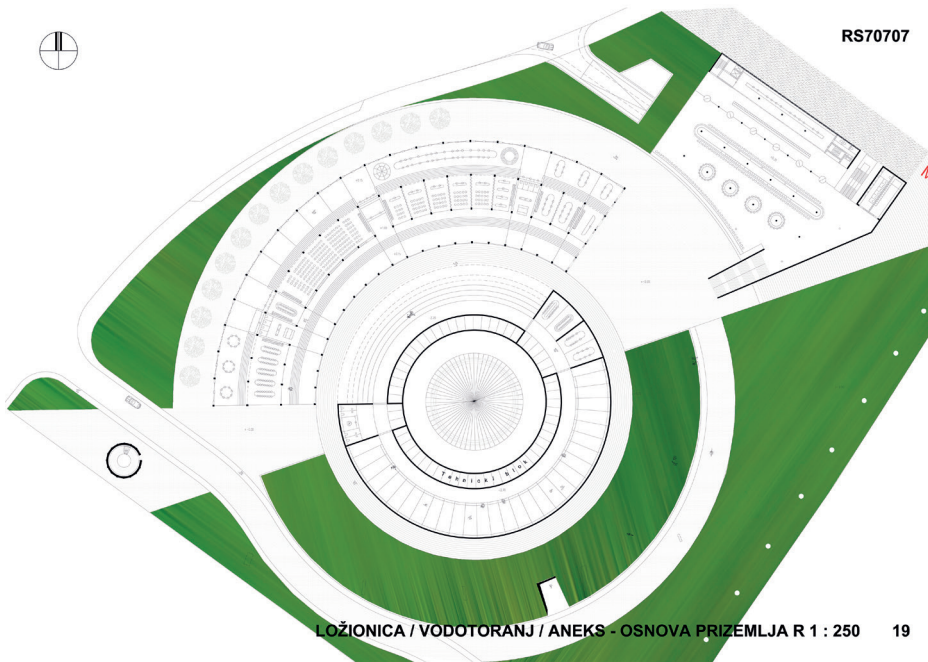 RS70707
M
Tehnički blok
LOŽIONICA / VODOTORANJ / ANEKS - OSNOVA PRIZEMLJA R 1 : 250 19